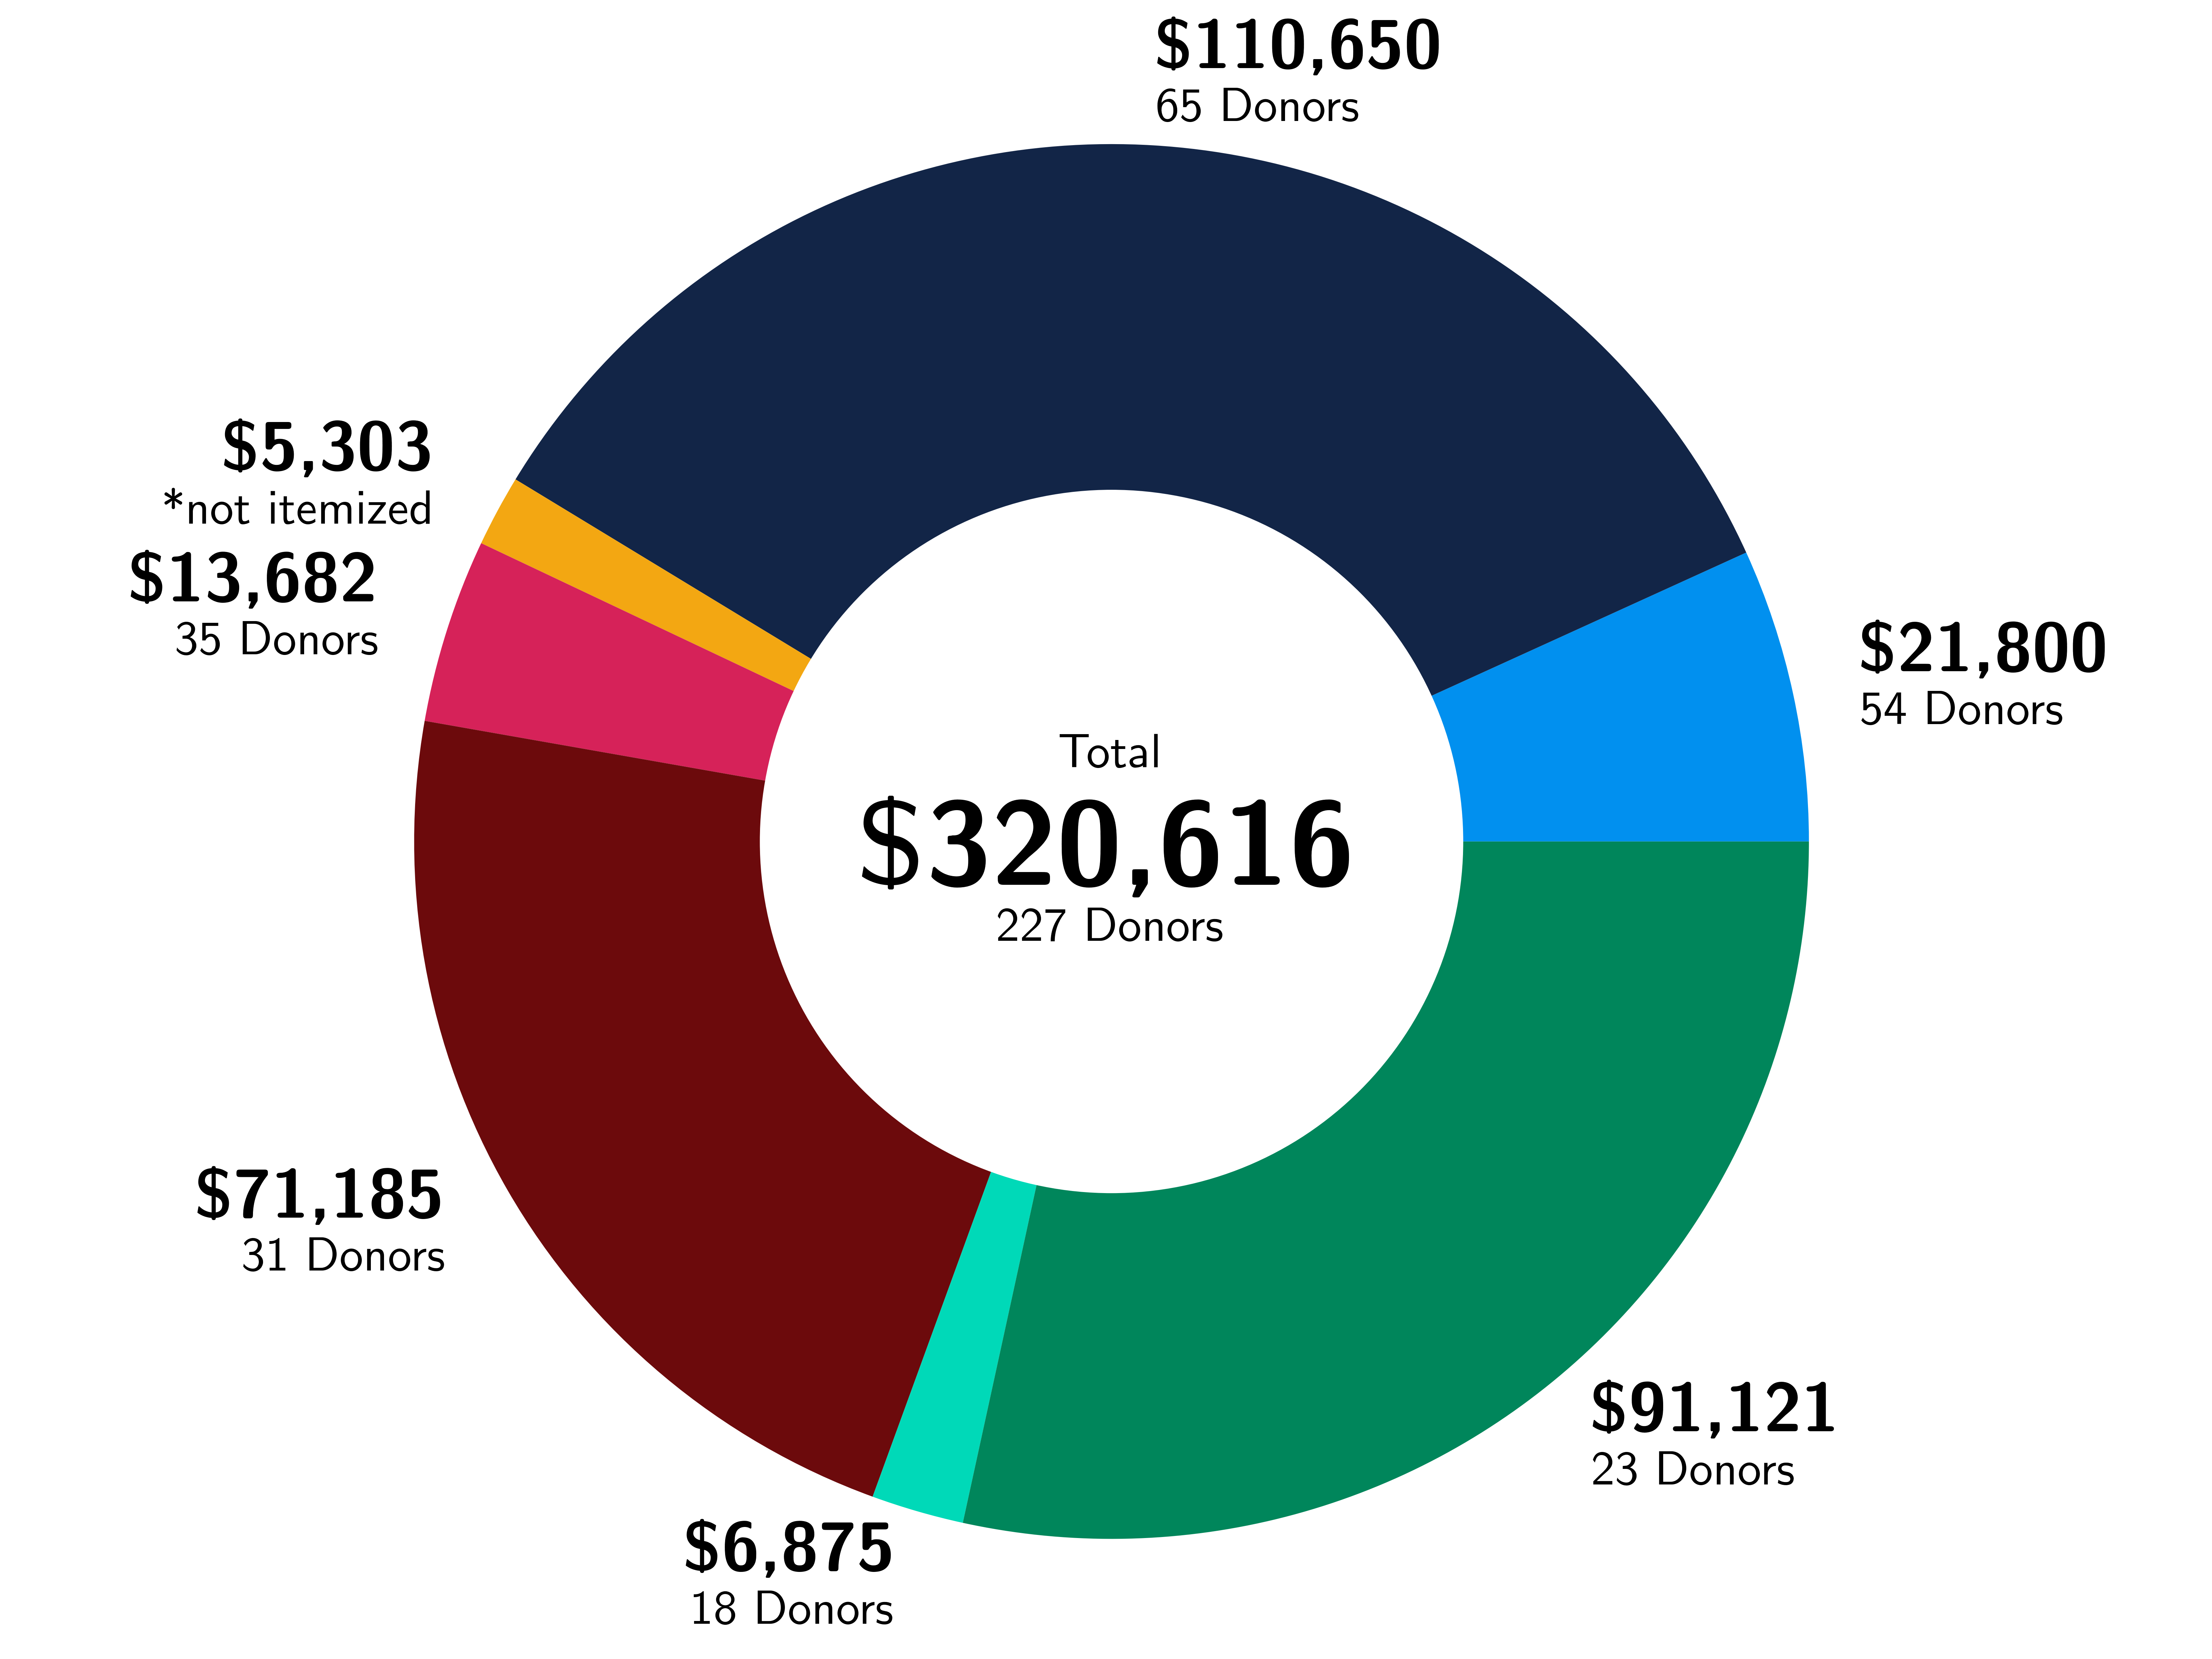 $110,650
65 Donors
$5,303
*not itemized
$13,682
35 Donors
$21,800
54 Donors
Total
$320,616
227 Donors
$71,185
31 Donors
$91,121
23 Donors
$6,875
18 Donors